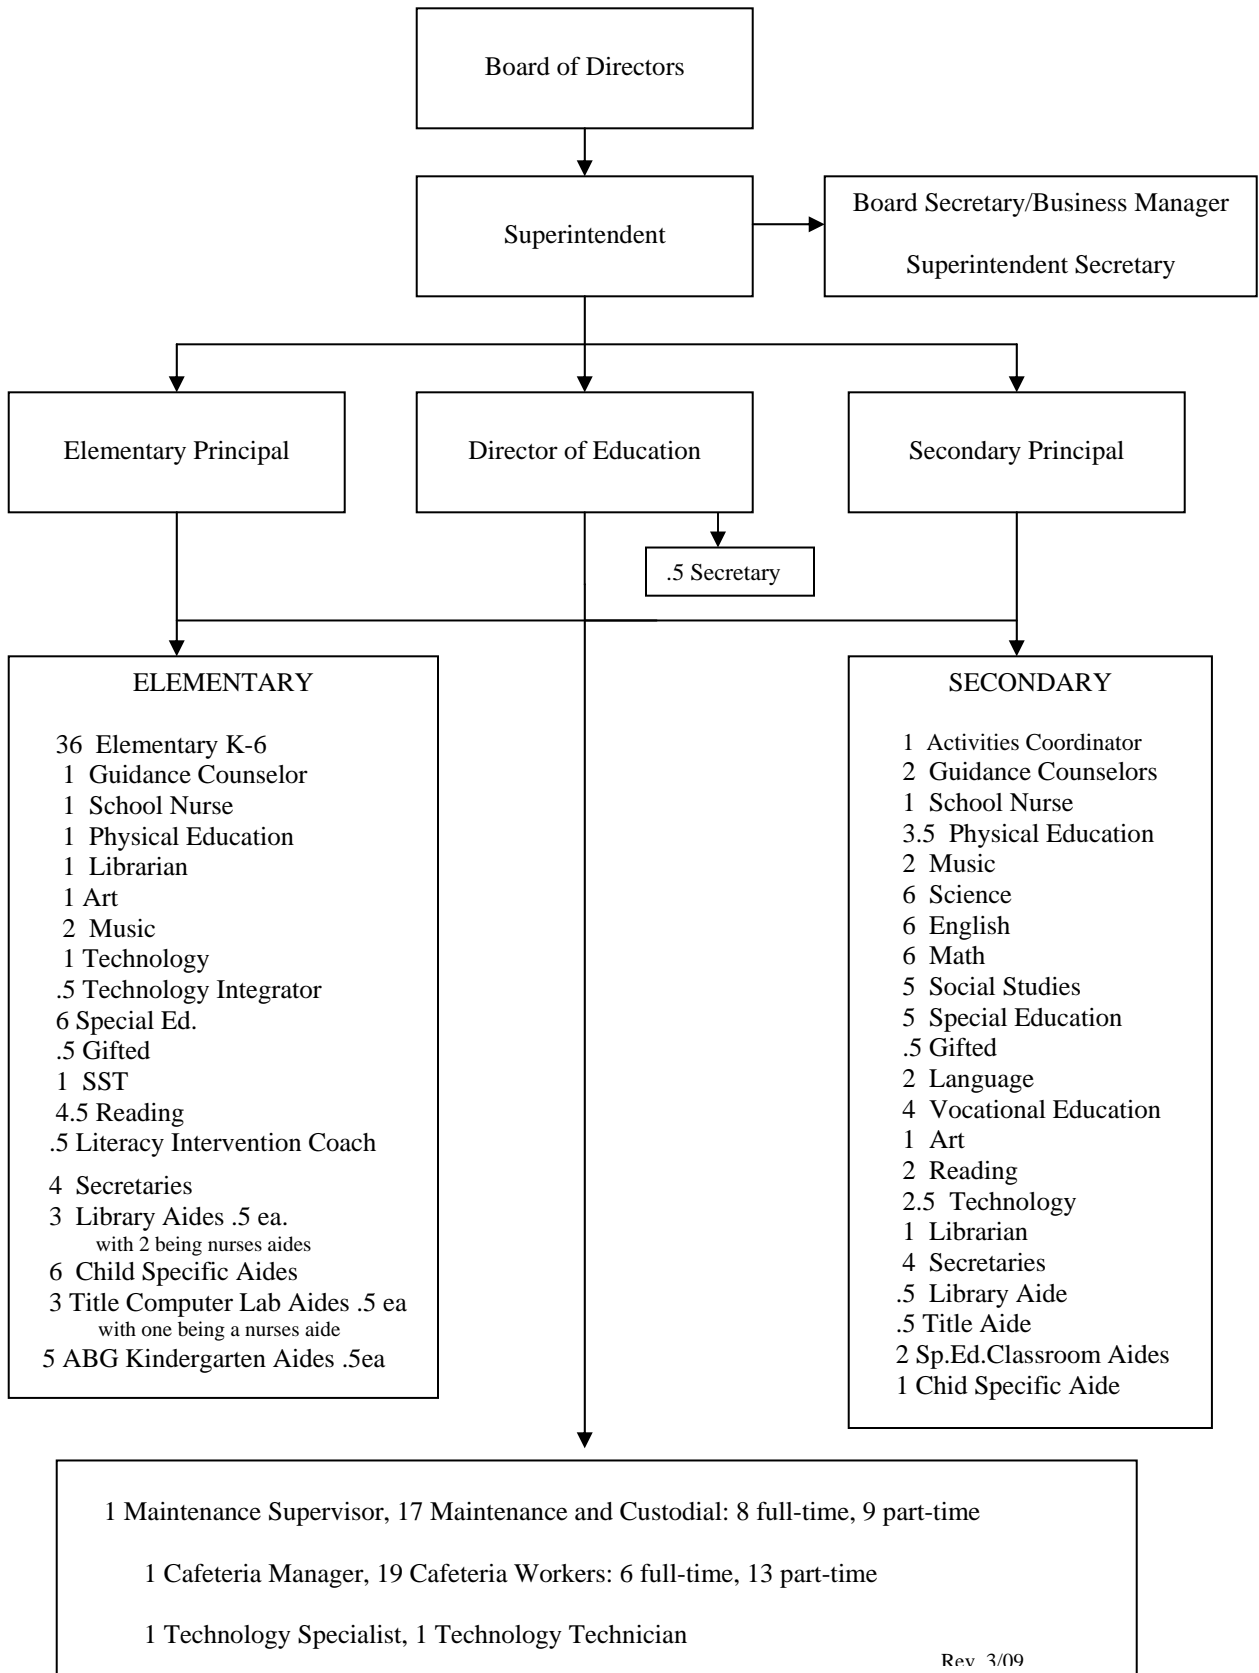 Board of Directors
Superintendent
Board Secretary/Business Manager
Superintendent Secretary
Elementary Principal
Director of Education
Secondary Principal
.5 Secretary
ELEMENTARY
36 Elementary K-6
1 Guidance Counselor
1 School Nurse
1 Physical Education
1 Librarian
1 Art
2 Music
1 Technology
.5 Technology Integrator
6 Special Ed.
.5 Gifted
1 SST
4.5 Reading
.5 Literacy Intervention Coach
4 Secretaries
3 Library Aides .5 ea.
with 2 being nurses aides
6 Child Specific Aides
3 Title Computer Lab Aides .5 ea
with one being a nurses aide
5 ABG Kindergarten Aides .5ea
SECONDARY
1 Activities Coordinator
2 Guidance Counselors
1 School Nurse
3.5 Physical Education
2 Music
6 Science
6 English
6 Math
5 Social Studies
5 Special Education
.5 Gifted
2 Language
4 Vocational Education
1 Art
2 Reading
2.5 Technology
1 Librarian
4 Secretaries
.5 Library Aide
.5 Title Aide
2 Sp.Ed.Classroom Aides
1 Chid Specific Aide
1 Maintenance Supervisor, 17 Maintenance and Custodial: 8 full-time, 9 part-time
1 Cafeteria Manager, 19 Cafeteria Workers: 6 full-time, 13 part-time
1 Technology Specialist, 1 Technology Technician
Rev. 3/09